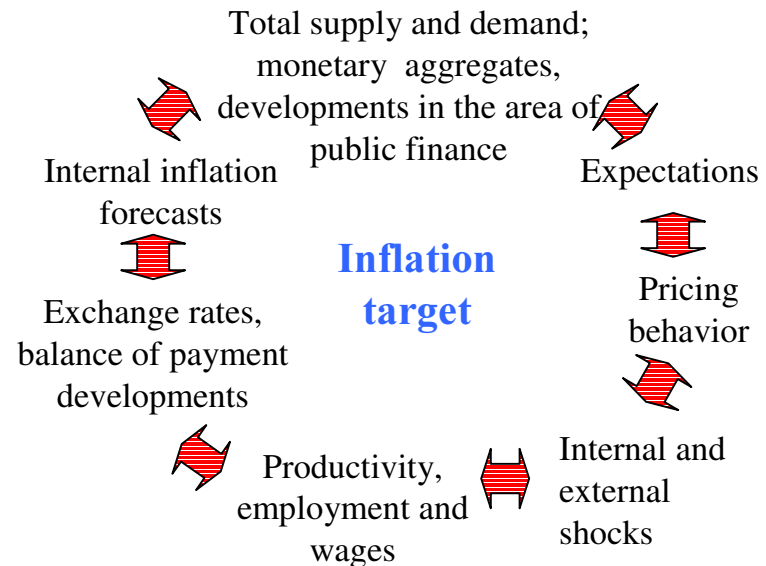 Total supply and demand;
monetary aggregates,
developments in the area of
public finance
Internal inflation
forecasts
Expectations
Inflation
target
Exchange rates,
balance of payment
developments
Pricing
behavior
Productivity,
employment and
wages
Internal and
external
shocks